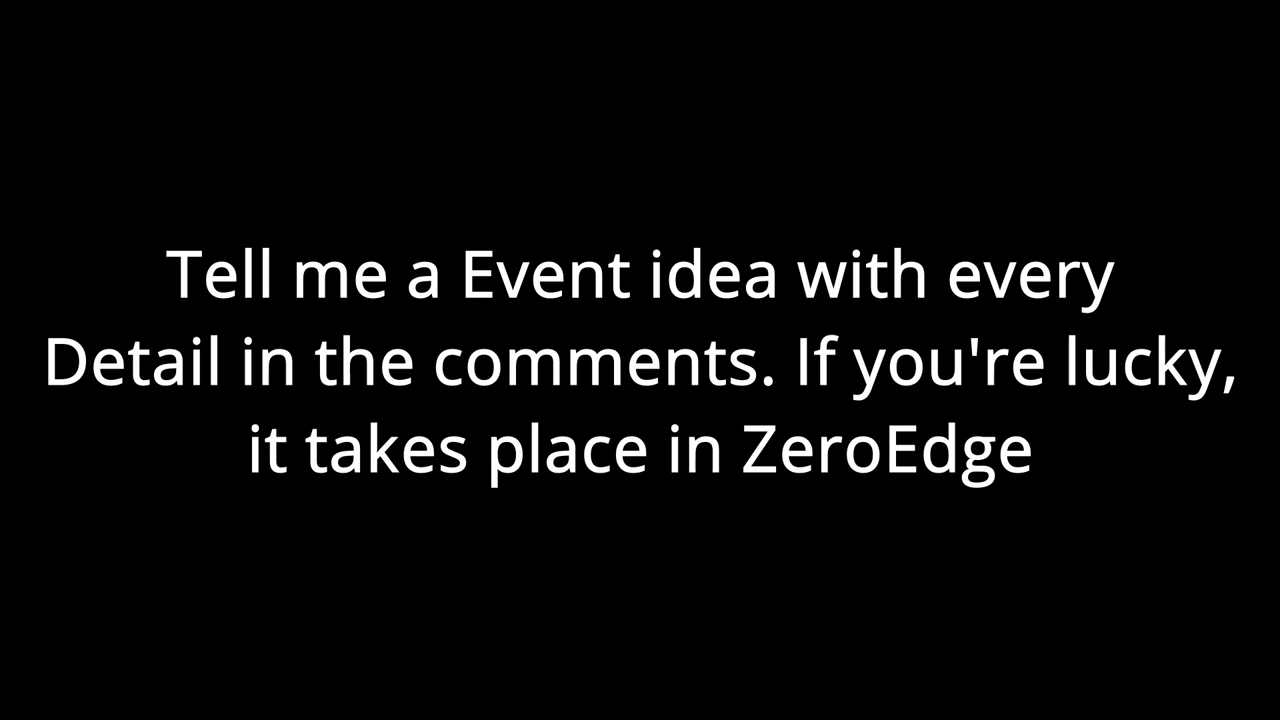 Tell me a Event idea with every
Detail in the comments. If you're lucky,
it takes place in ZeroEdge